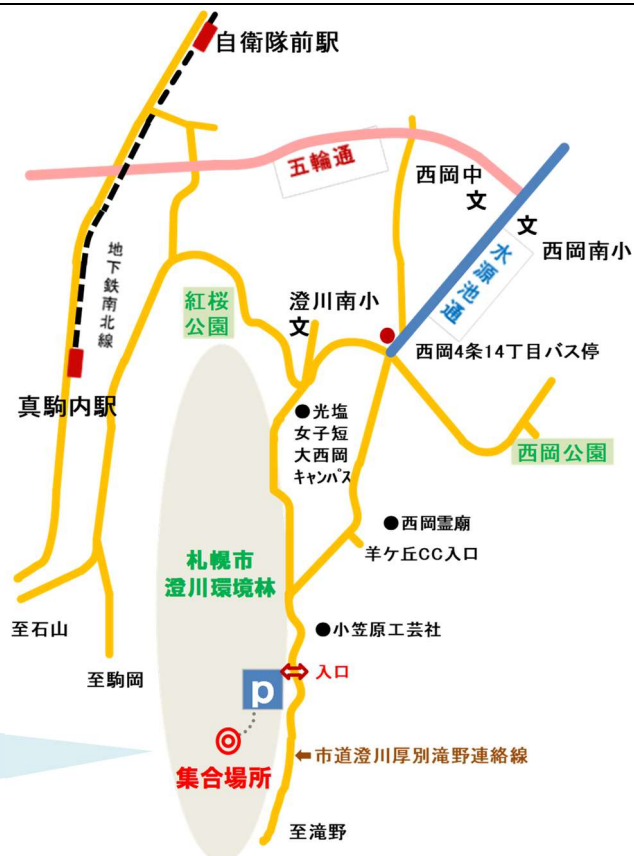 自衛隊前駅
五輪通
西岡中
文
文
西岡南小
水源池通
地下鉄南北線
紅桜
公園
澄川南小
文
西岡4条14丁目バス停
真駒内駅
●光塩
女子短
大西岡
キャンパス
西岡公園
●西岡霊廟
羊ケ丘CC入口
札幌市
澄川環境林
至石山
●小笠原工芸社
至駒岡
入口
p
集合場所
←市道澄川厚別滝野連絡線
至滝野